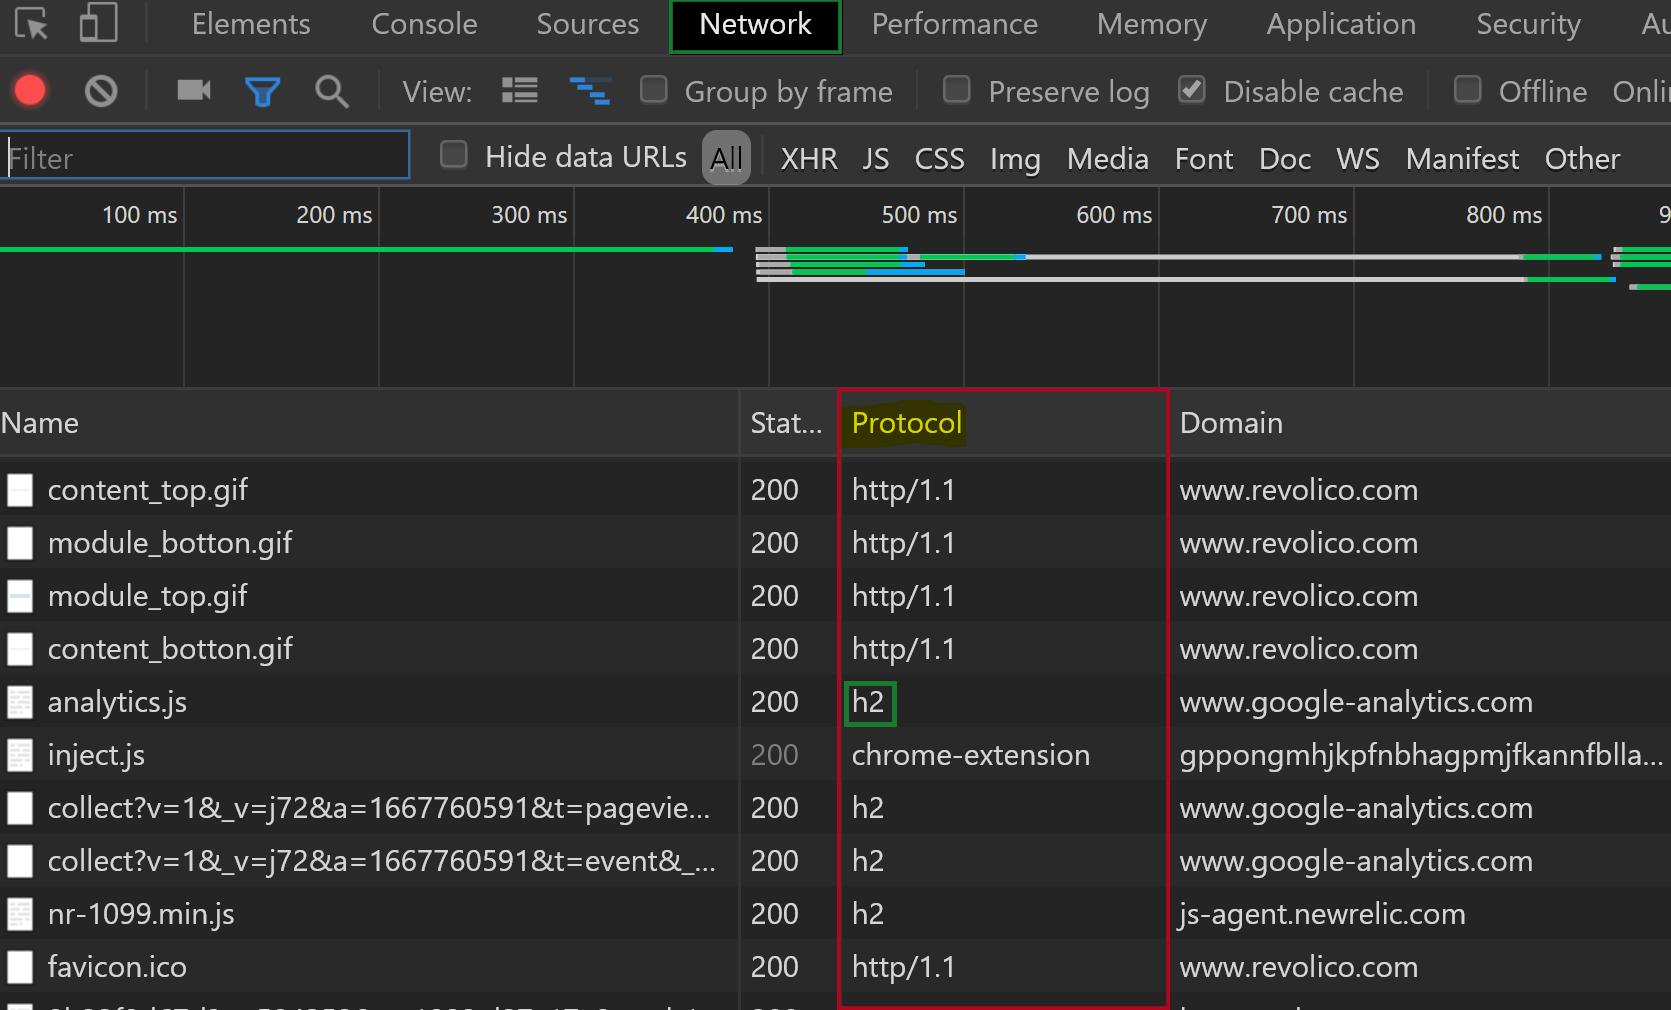 Elements Console Sources Network Performance Memory Application Security Au
View: Group by frame Preserve log Disable cache Offline Onli
Filter Hide data URLs All XHR JS CSS Img Media Font Doc WS Manifest Other
100 ms 200 ms 300 ms 400 ms 500 ms 600 ms 700 ms 800 ms 9
Name Stat... Protocol Domain
content_top.gif 200 http/1.1 www.revolico.com
module_botton.gif 200 http/1.1 www.revolico.com
module_top.gif 200 http/1.1 www.revolico.com
content_botton.gif 200 http/1.1 www.revolico.com
analytics.js 200 h2 www.google-analytics.com
inject.js 200 chrome-extension gppongmhjkpfnbhagpmjfkannfblla...
collect?v=1&_v=j72&a=1667760591&t=pagevie... 200 h2 www.google-analytics.com
collect?v=1&_v=j72&a=1667760591&t=event&_... 200 h2 www.google-analytics.com
nr-1099.min.js 200 h2 js-agent.newrelic.com
favicon.ico 200 http/1.1 www.revolico.com